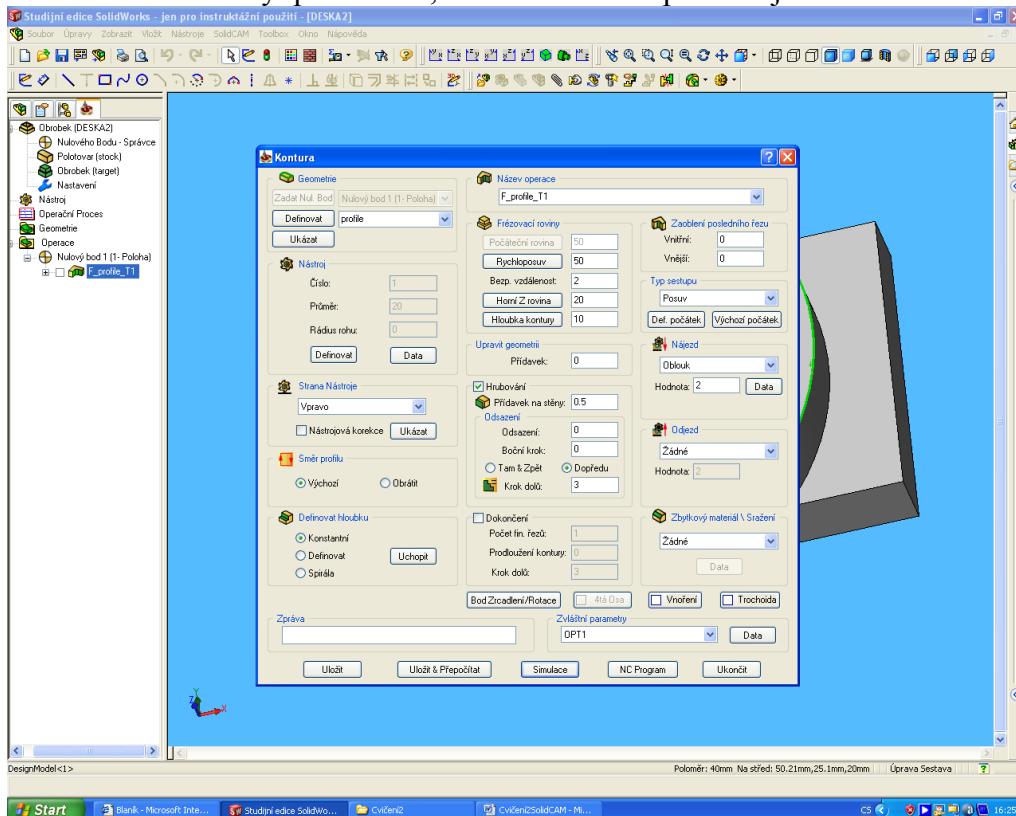 Studijní edice SolidWorks - jen pro instruktážní použití - [DESKA2]
Soubor Úpravy Zobrazit Vložit Nástroje SolidCAM Toolbox Okno Nápověda
Obrobek (DESKA2)
Nulového Bodu - Správce
Polotovar (stock)
Obrobek (target)
Nastavení
Nástroj
Operační Proces
Geometrie
Operace
Nulový bod 1 (1- Poloha)
F_profile_T1
Kontura
Geometrie
Zadat Nul. Bod Nulový bod 1 (1- Poloha)
Definovat profile
Ukázat
Nástroj
Číslo: 1
Průměr: 20
Rádius rohu: 0
Definovat Data
Strana Nástroje
Vpravo
Nástrojová korekce Ukázat
Směr profilu
Výchozí Obrátit
Definovat hloubku
Konstantní
Definovat Uchopit
Spirála
Název operace
F_profile_T1
Frézovací roviny
Počáteční rovina 50
Rychloposuv 50
Bezp. vzdálenost: 2
Horní Z rovina 20
Hloubka kontury 10
Upravit geometrii
Přídavek: 0
Hrubování
Přídavek na stěny: 0.5
Odsazení
Odsazení: 0
Boční krok: 0
Tam & Zpět Dopředu
Krok dolů: 3
Dokončení
Počet fin. řezů: 1
Prodloužení kontury: 0
Krok dolů: 3
Zaoblení posledního řezu
Vnitřní: 0
Vnější: 0
Typ sestupu
Posuv
Def. počátek Výchozí počátek
Nájezd
Oblouk
Hodnota: 2 Data
Odjezd
Žádné
Hodnota: 2
Zbytkový materiál \ Sražení
Žádné
Data
Bod Zrcadlení/Rotace 4tá Osa Vnoření Trochoida
Zpráva
Zvláštní parametry
OPT1 Data
Uložit Uložit & Přepočítat Simulace NC Program Ukončit
Y
Z
X
DesignModel<1>
Poloměr: 40mm Na střed: 50.21mm,25.1mm,20mm Úprava Sestava
Start Blaník - Microsoft Inte... Studijní edice SolidWo... Cvičení2 Cvičení2SolidCAM - Mi... CS 16:25